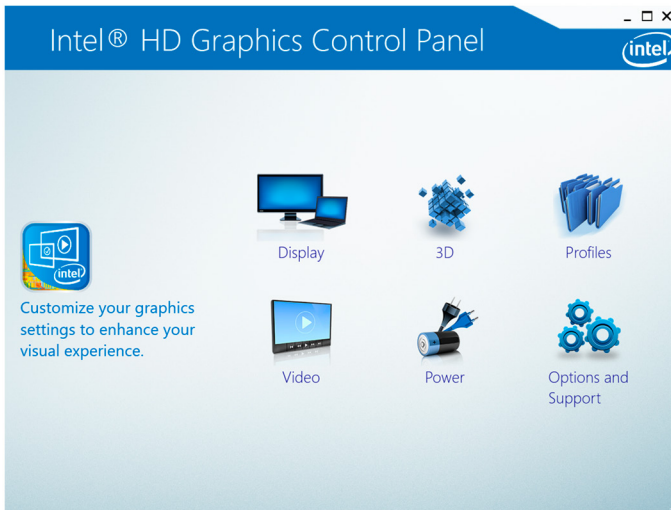 Intel® HD Graphics Control Panel
intel
Display
3D
Profiles
intel
Customize your graphics
settings to enhance your
visual experience.
Video
Power
Options and
Support